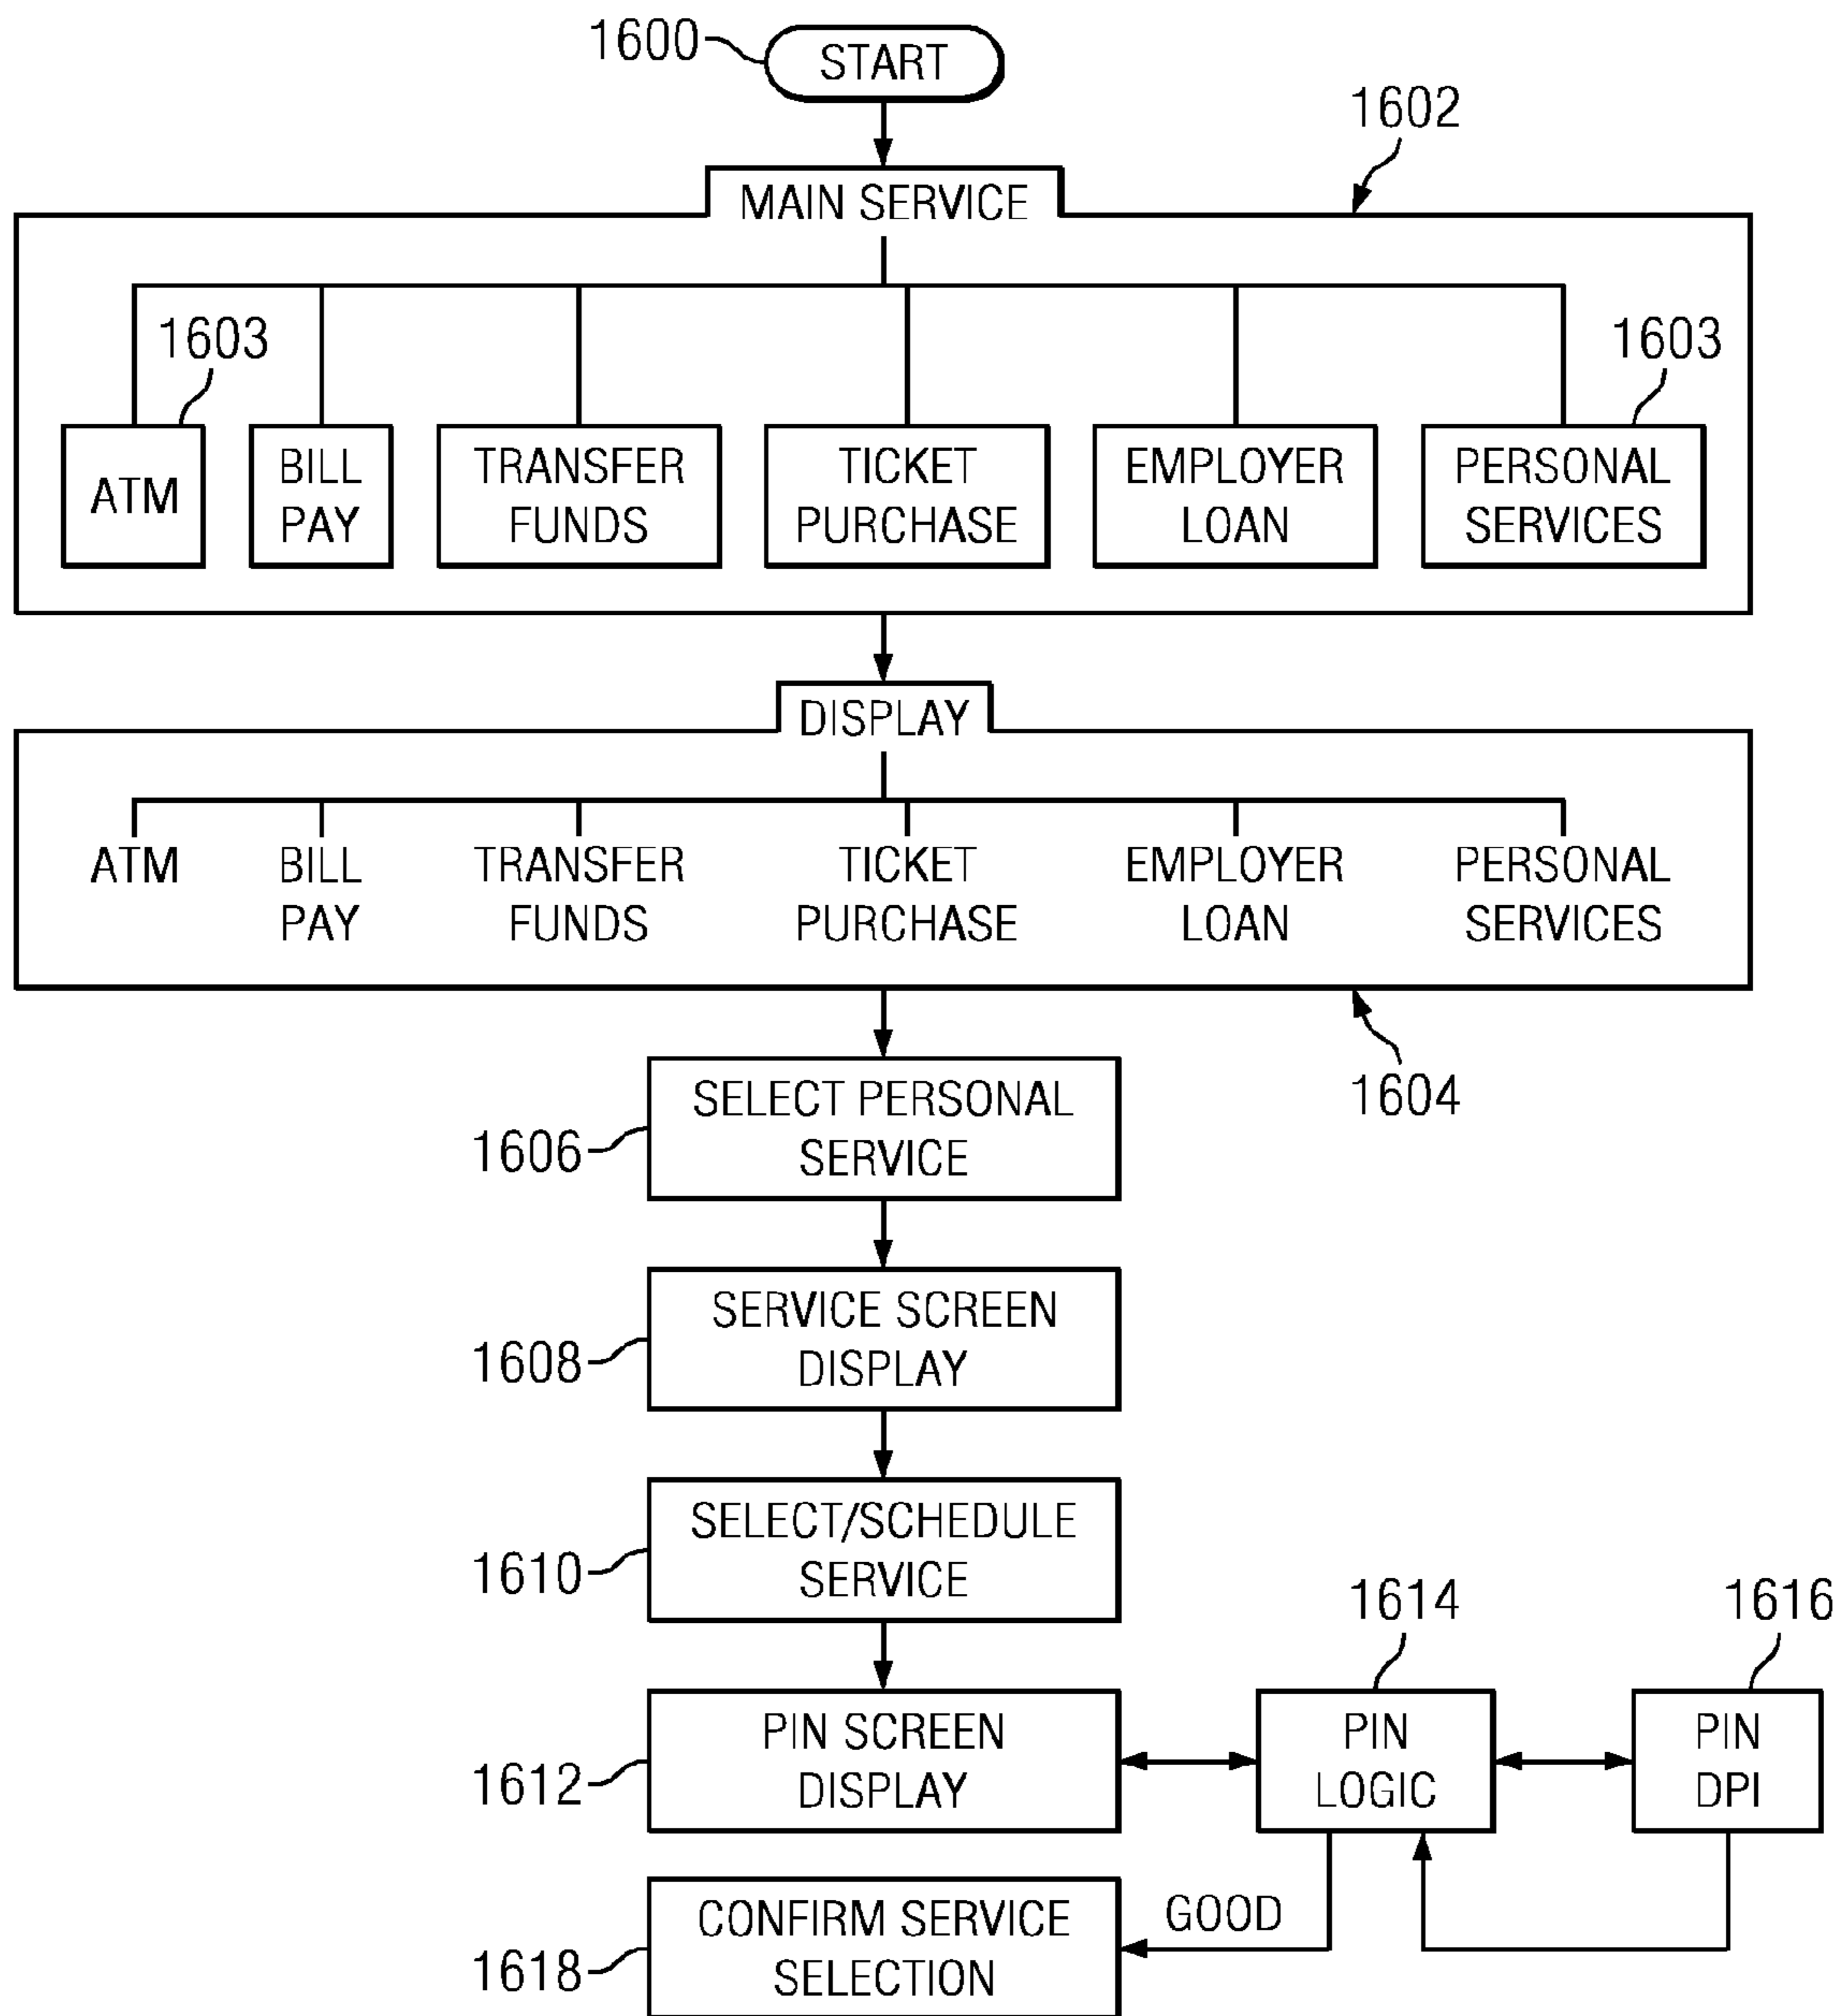 1600
START
1602
MAIN SERVICE
1603
1603
ATM
BILL
PAY
TRANSFER
FUNDS
TICKET
PURCHASE
EMPLOYER
LOAN
PERSONAL
SERVICES
DISPLAY
ATM
BILL
PAY
TRANSFER
FUNDS
TICKET
PURCHASE
EMPLOYER
LOAN
PERSONAL
SERVICES
1604
SELECT PERSONAL
SERVICE
1606
SERVICE SCREEN
DISPLAY
1608
SELECT/SCHEDULE
SERVICE
1610
1614
1616
PIN SCREEN
DISPLAY
1612
PIN
LOGIC
PIN
DPI
GOOD
CONFIRM SERVICE
SELECTION
1618